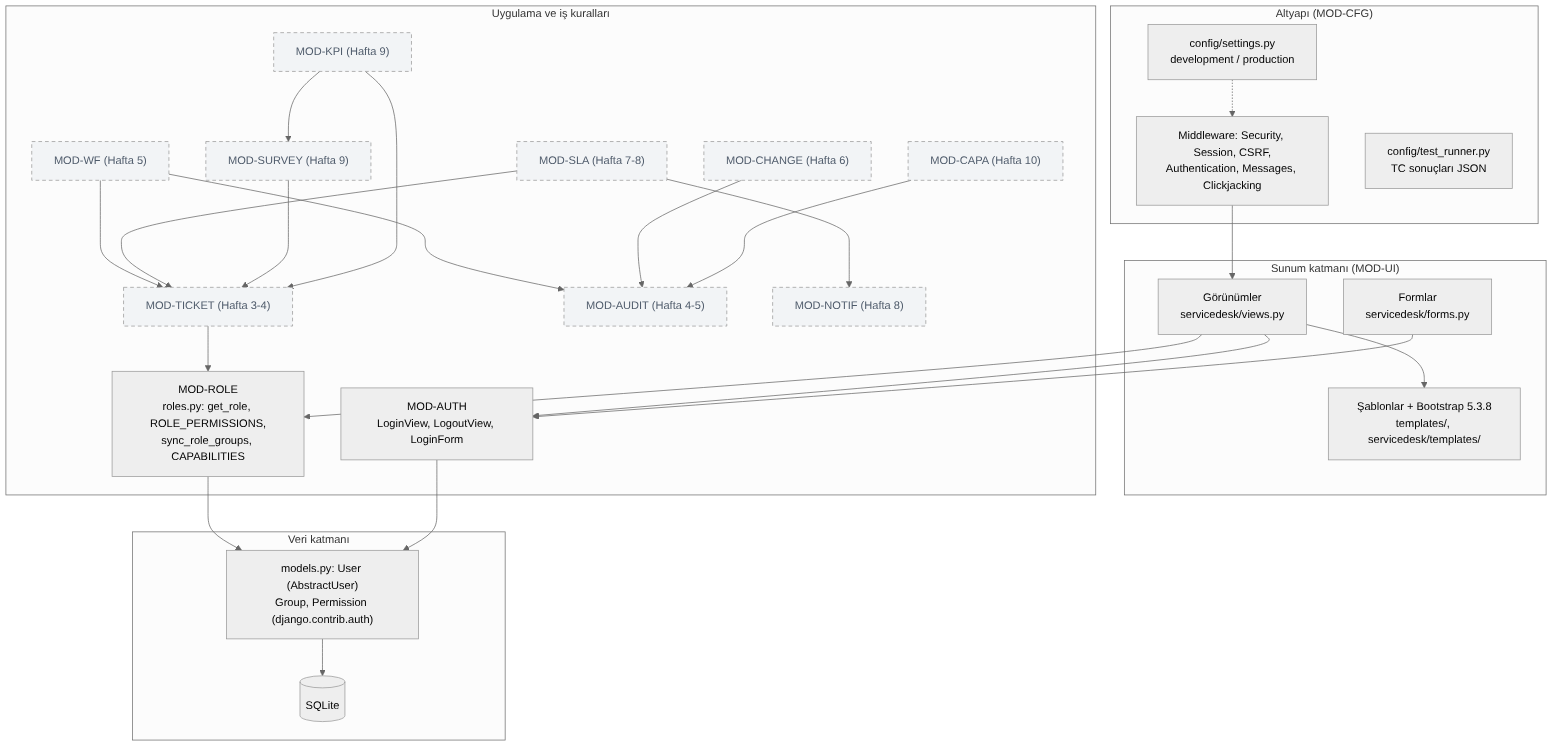 Uygulama ve iş kuralları
MOD-KPI (Hafta 9)
MOD-WF (Hafta 5)
MOD-SURVEY (Hafta 9)
MOD-SLA (Hafta 7-8)
MOD-CHANGE (Hafta 6)
MOD-CAPA (Hafta 10)
MOD-TICKET (Hafta 3-4)
MOD-AUDIT (Hafta 4-5)
MOD-NOTIF (Hafta 8)
MOD-ROLE
roles.py: get_role,
ROLE_PERMISSIONS,
sync_role_groups,
CAPABILITIES
MOD-AUTH
LoginView, LogoutView,
LoginForm
Altyapı (MOD-CFG)
config/settings.py
development / production
Middleware: Security,
Session, CSRF,
Authentication, Messages,
Clickjacking
config/test_runner.py
TC sonuçları JSON
Sunum katmanı (MOD-UI)
Görünümler
servicedesk/views.py
Formlar
servicedesk/forms.py
Şablonlar + Bootstrap 5.3.8
templates/,
servicedesk/templates/
Veri katmanı
models.py: User
(AbstractUser)
Group, Permission
(django.contrib.auth)
SQLite